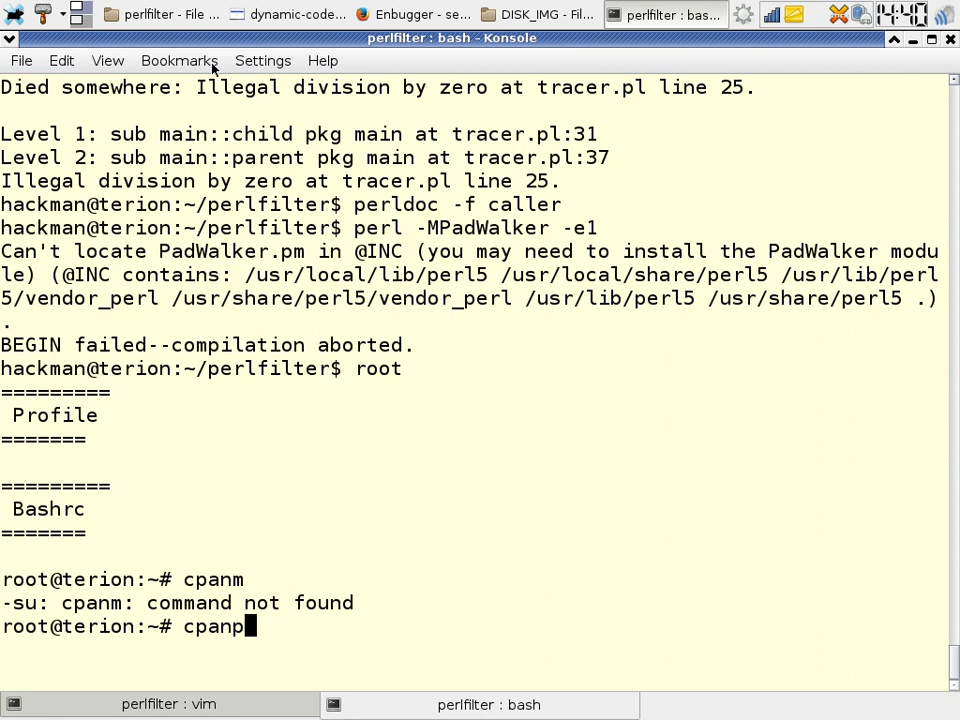 perlfilter - File ...
dynamic-code...
Enbugger - se...
DISK_IMG - Fil...
perlfilter : bas...
14:40
perlfilter : bash - Konsole
File Edit View Bookmarks Settings Help
Died somewhere: Illegal division by zero at tracer.pl line 25.
Level 1: sub main::child pkg main at tracer.pl:31
Level 2: sub main::parent pkg main at tracer.pl:37
Illegal division by zero at tracer.pl line 25.
hackman@terion:~/perlfilter$ perldoc -f caller
hackman@terion:~/perlfilter$ perl -MPadWalker -e1
Can't locate PadWalker.pm in @INC (you may need to install the PadWalker modu
le) (@INC contains: /usr/local/lib/perl5 /usr/local/share/perl5 /usr/lib/perl
5/vendor_perl /usr/share/perl5/vendor_perl /usr/lib/perl5 /usr/share/perl5 .)
.
BEGIN failed--compilation aborted.
hackman@terion:~/perlfilter$ root
=========
Profile
=======
=========
Bashrc
=======
root@terion:~# cpanm
-su: cpanm: command not found
root@terion:~# cpanp
perlfilter : vim
perlfilter : bash